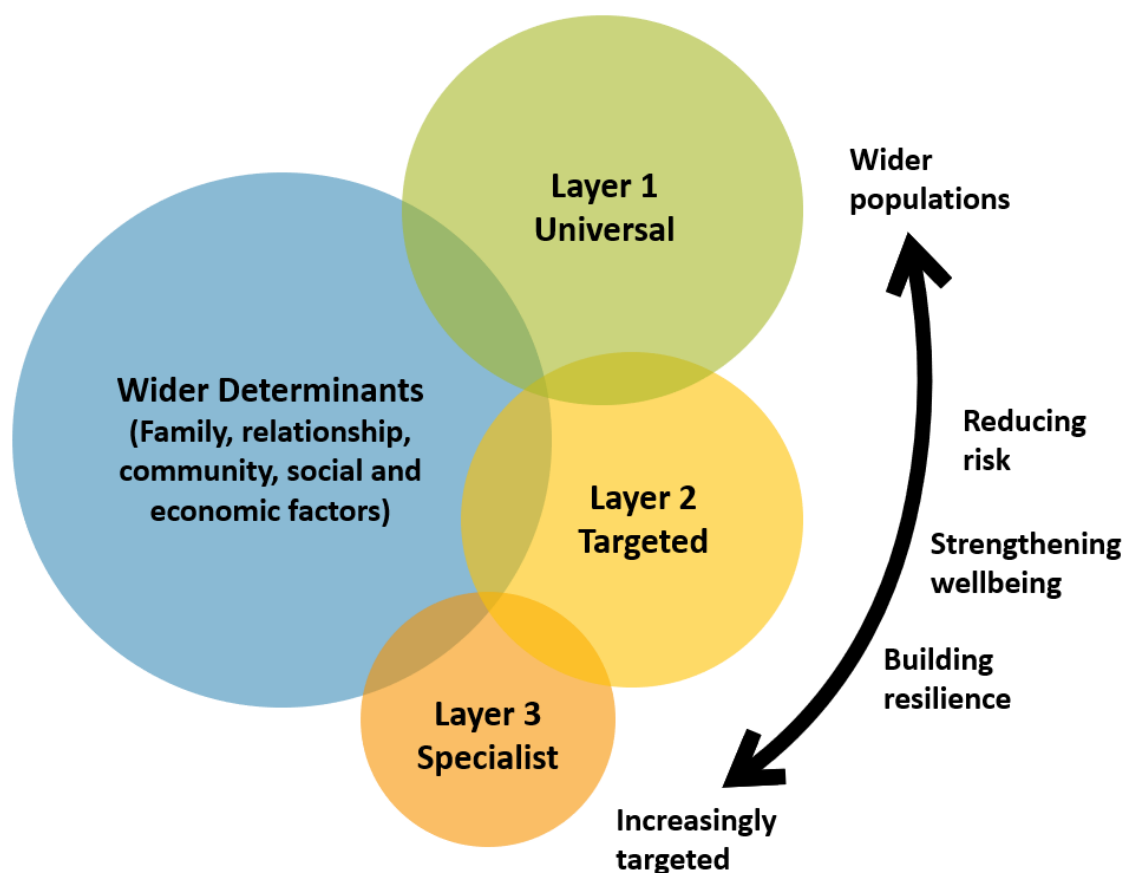 Layer 1
Universal
Wider
populations
Wider Determinants
(Family, relationship,
community, social and
economic factors)
Reducing
risk
Layer 2
Targeted
Strengthening
wellbeing
Building
resilience
Layer 3
Specialist
Increasingly
targeted